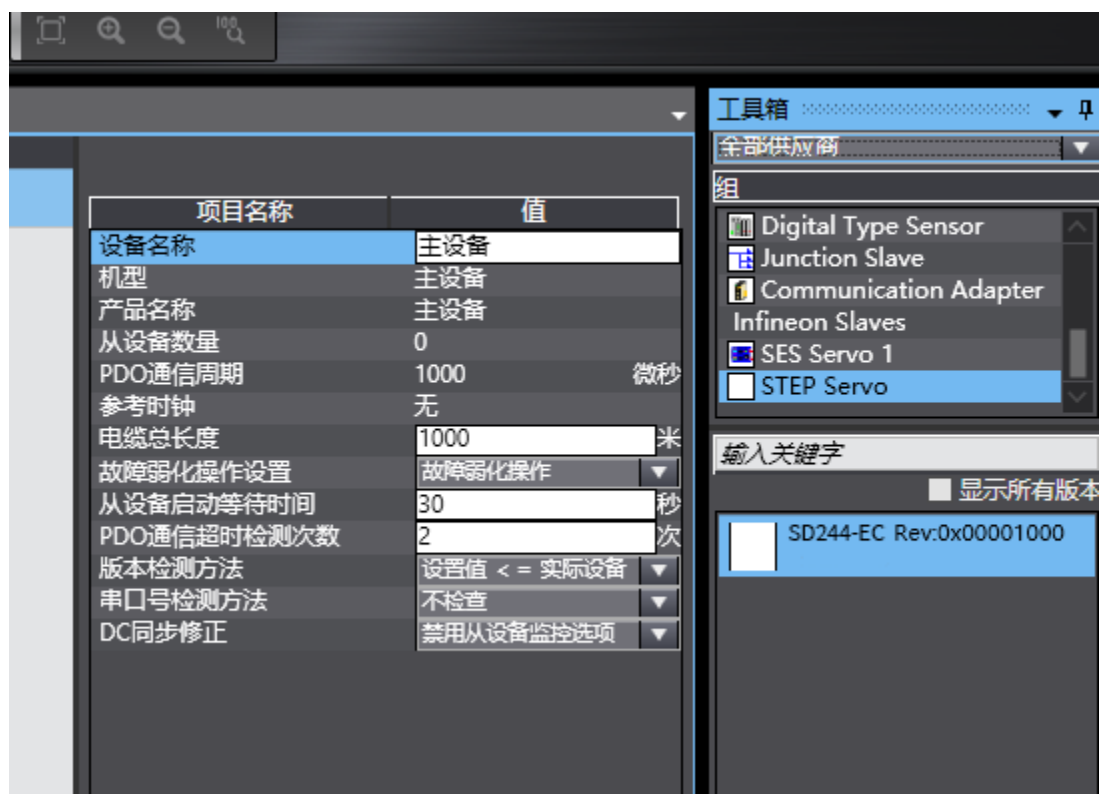 100
工具箱
全部供应商
组
项目名称 值
设备名称 主设备
机型 主设备
产品名称 主设备
从设备数量 0
PDO通信周期 1000 微秒
参考时钟 无
电缆总长度 1000 米
故障弱化操作设置 故障弱化操作
从设备启动等待时间 30 秒
PDO通信超时检测次数 2 次
版本检测方法 设置值 < = 实际设备
串口号检测方法 不检查
DC同步修正 禁用从设备监控选项
Digital Type Sensor
Junction Slave
Communication Adapter
Infineon Slaves
SES Servo 1
STEP Servo
输入关键字
显示所有版本
SD244-EC Rev:0x00001000